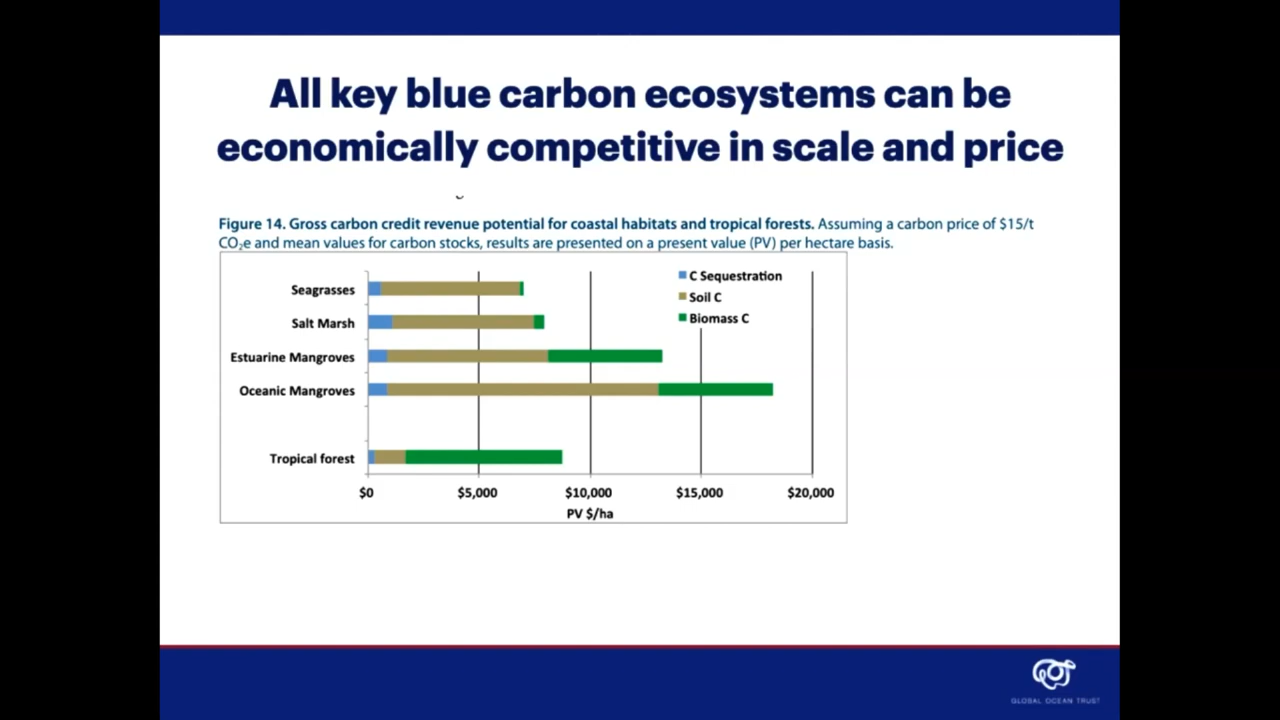 All key blue carbon ecosystems can be
economically competitive in scale and price
Figure 14. Gross carbon credit revenue potential for coastal habitats and tropical forests. Assuming a carbon price of $15/t
CO₂e and mean values for carbon stocks, results are presented on a present value (PV) per hectare basis.
C Sequestration
Soil C
Biomass C
Seagrasses
Salt Marsh
Estuarine Mangroves
Oceanic Mangroves
Tropical forest
$0 $5,000 $10,000 $15,000 $20,000
PV $/ha
GLOBAL OCEAN TRUST